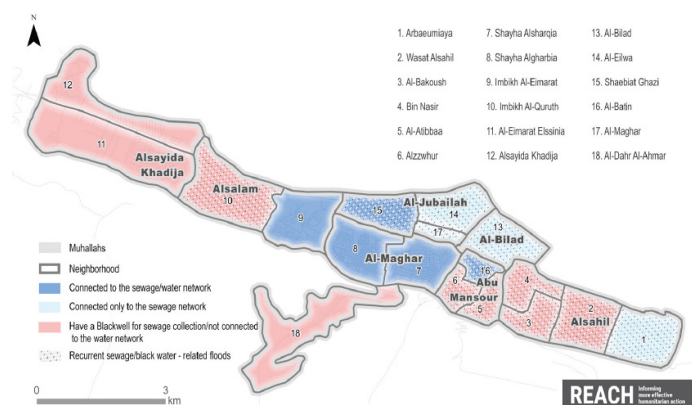 N
1. Arbaeumiaya
2. Wasat Alsahil
3. Al-Bakoush
4. Bin Nasir
5. Al-Atibbaa
6. Alzzwhur
7. Shayha Alsharqia
8. Shayha Algharbia
9. Imbikh Al-Eimarat
10. Imbikh Al-Quruth
11. Al-Eimarat Elssinia
12. Alsayida Khadija
13. Al-Bilad
14. Al-Eilwa
15. Shaebiat Ghazi
16. Al-Batin
17. Al-Maghar
18. Al-Dahr Al-Ahmar
12
11
Alsayida
Khadija
Alsalam
10
9
15
Al-Jubailah
14
17
13
Al-Bilad
8
Al-Maghar
7
16
6
Abu
Mansour
5
4
3
2
Alsahil
1
18
Muhallahs
Neighborhood
Connected to the sewage/water network
Connected only to the sewage network
Have a Blackwell for sewage collection/not connected
to the water network
Recurrent sewage/black water - related floods
0 3
km
REACH Informing
more effective
humanitarian action